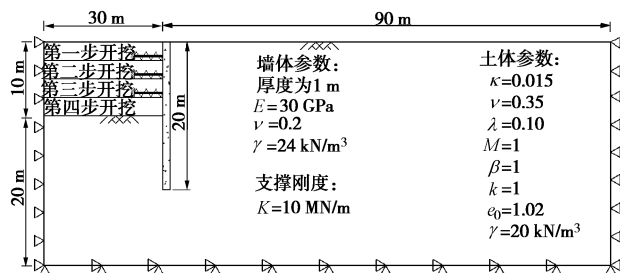 30 m
90 m
第一步开挖
第二步开挖
第三步开挖
第四步开挖
10 m
20 m
20 m
墙体参数：
厚度为1 m
E=30 GPa
ν=0.2
γ=24 kN/m³
支撑刚度：
K=10 MN/m
土体参数：
κ=0.015
ν=0.35
λ=0.10
M=1
β=1
k=1
e₀=1.02
γ=20 kN/m³